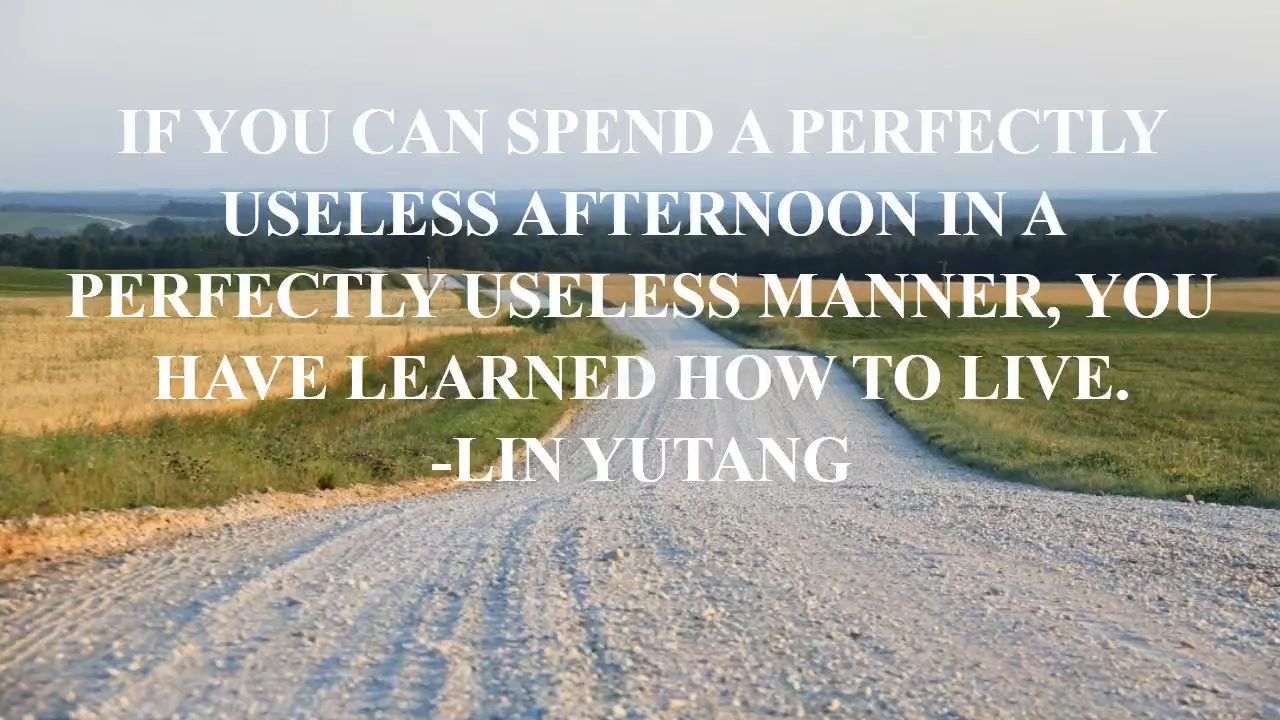 IF YOU CAN SPEND A PERFECTLY
USELESS AFTERNOON IN A
PERFECTLY USELESS MANNER, YOU
HAVE LEARNED HOW TO LIVE.
-LIN YUTANG